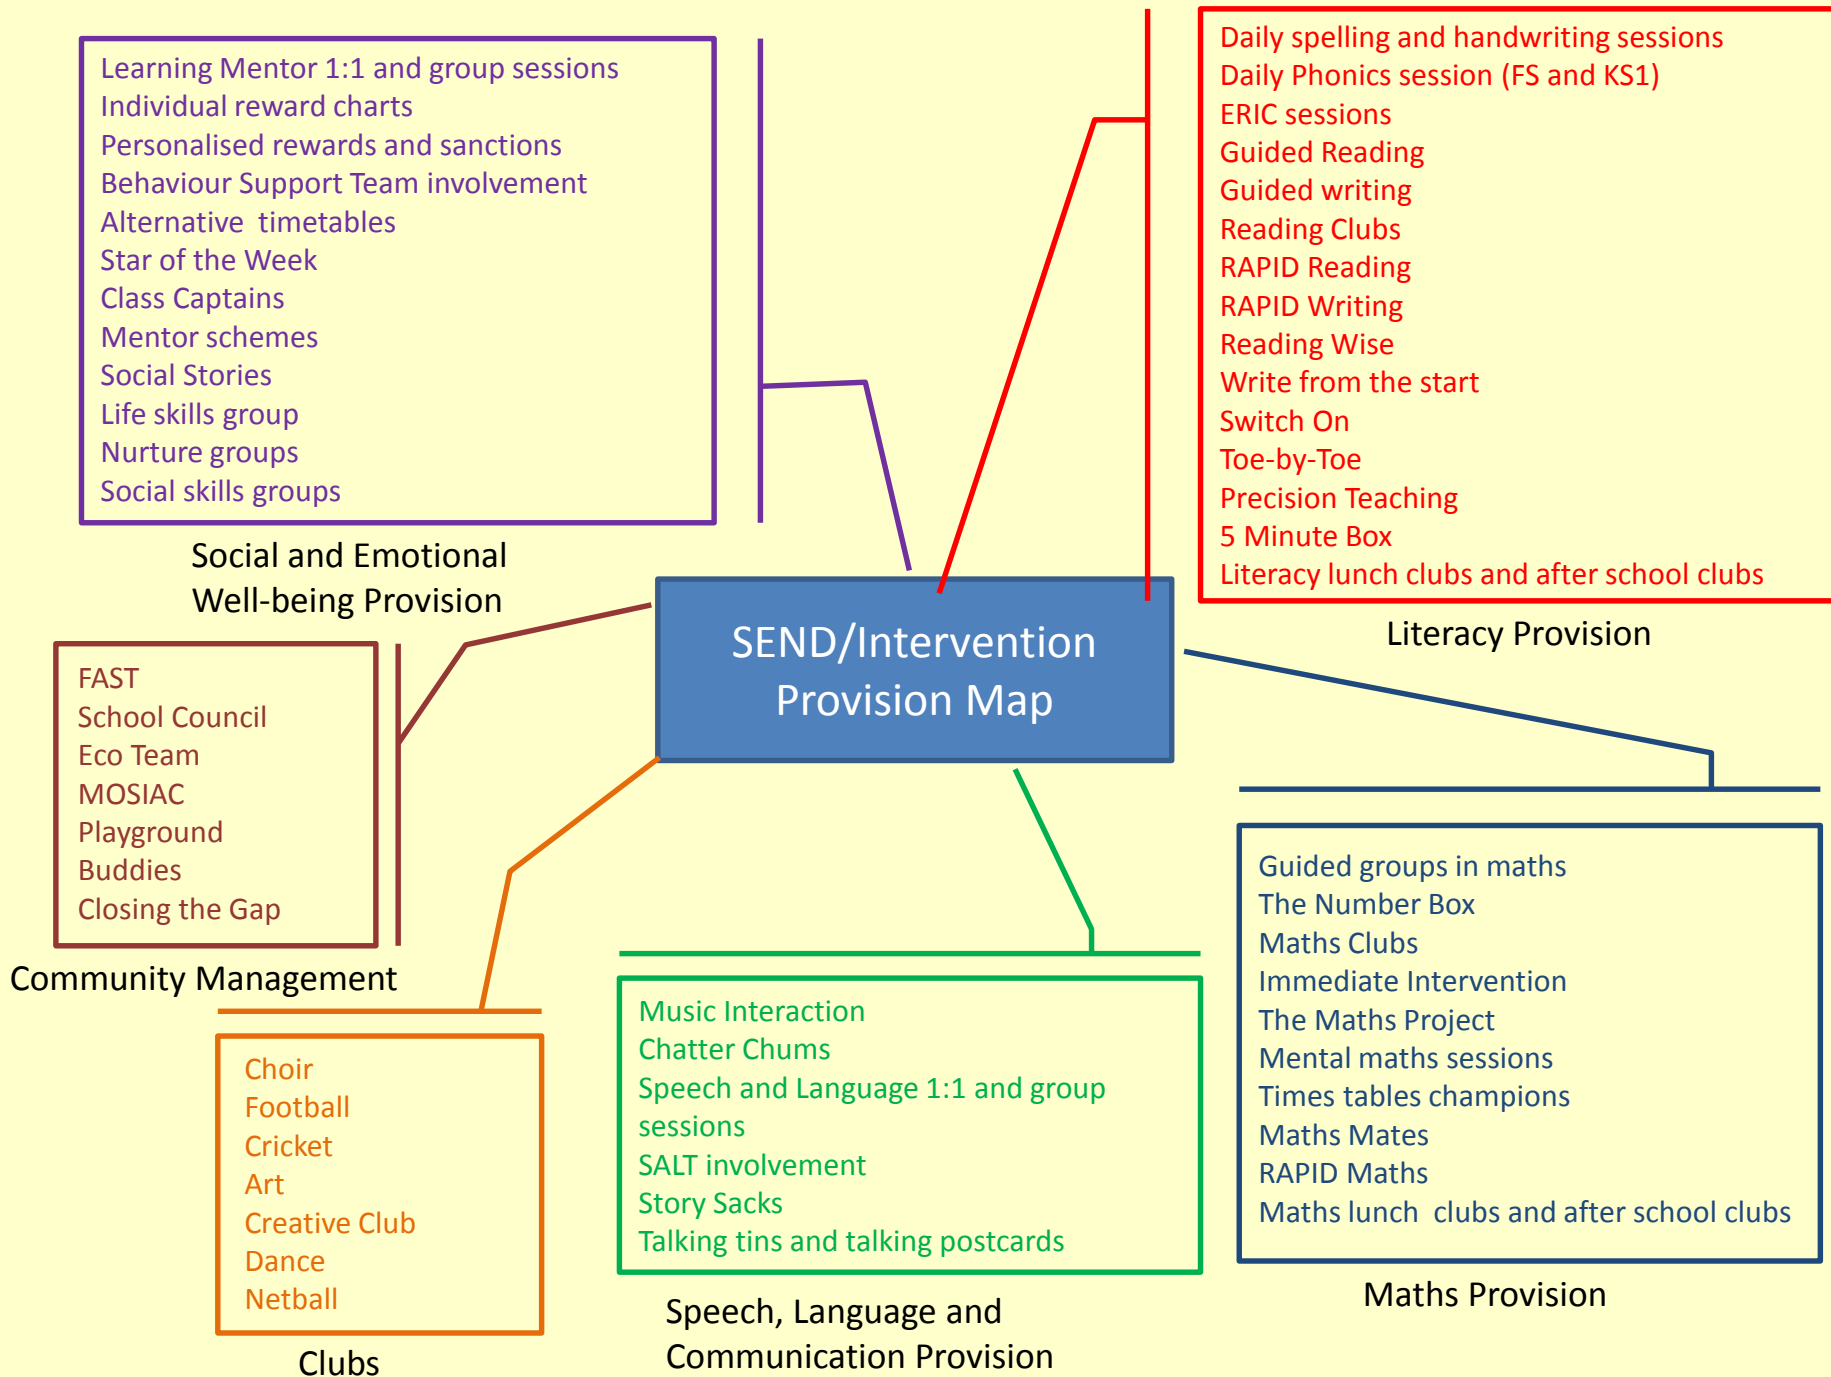 Learning Mentor 1:1 and group sessions
Individual reward charts
Personalised rewards and sanctions
Behaviour Support Team involvement
Alternative  timetables
Star of the Week
Class Captains
Mentor schemes
Social Stories
Life skills group
Nurture groups
Social skills groups
Social and Emotional
Well-being Provision
Daily spelling and handwriting sessions
Daily Phonics session (FS and KS1)
ERIC sessions
Guided Reading
Guided writing
Reading Clubs
RAPID Reading
RAPID Writing
Reading Wise
Write from the start
Switch On
Toe-by-Toe
Precision Teaching
5 Minute Box
Literacy lunch clubs and after school clubs
Literacy Provision
SEND/Intervention
Provision Map
FAST
School Council
Eco Team
MOSIAC
Playground
Buddies
Closing the Gap
Community Management
Choir
Football
Cricket
Art
Creative Club
Dance
Netball
Clubs
Music Interaction
Chatter Chums
Speech and Language 1:1 and group
sessions
SALT involvement
Story Sacks
Talking tins and talking postcards
Speech, Language and
Communication Provision
Guided groups in maths
The Number Box
Maths Clubs
Immediate Intervention
The Maths Project
Mental maths sessions
Times tables champions
Maths Mates
RAPID Maths
Maths lunch  clubs and after school clubs
Maths Provision